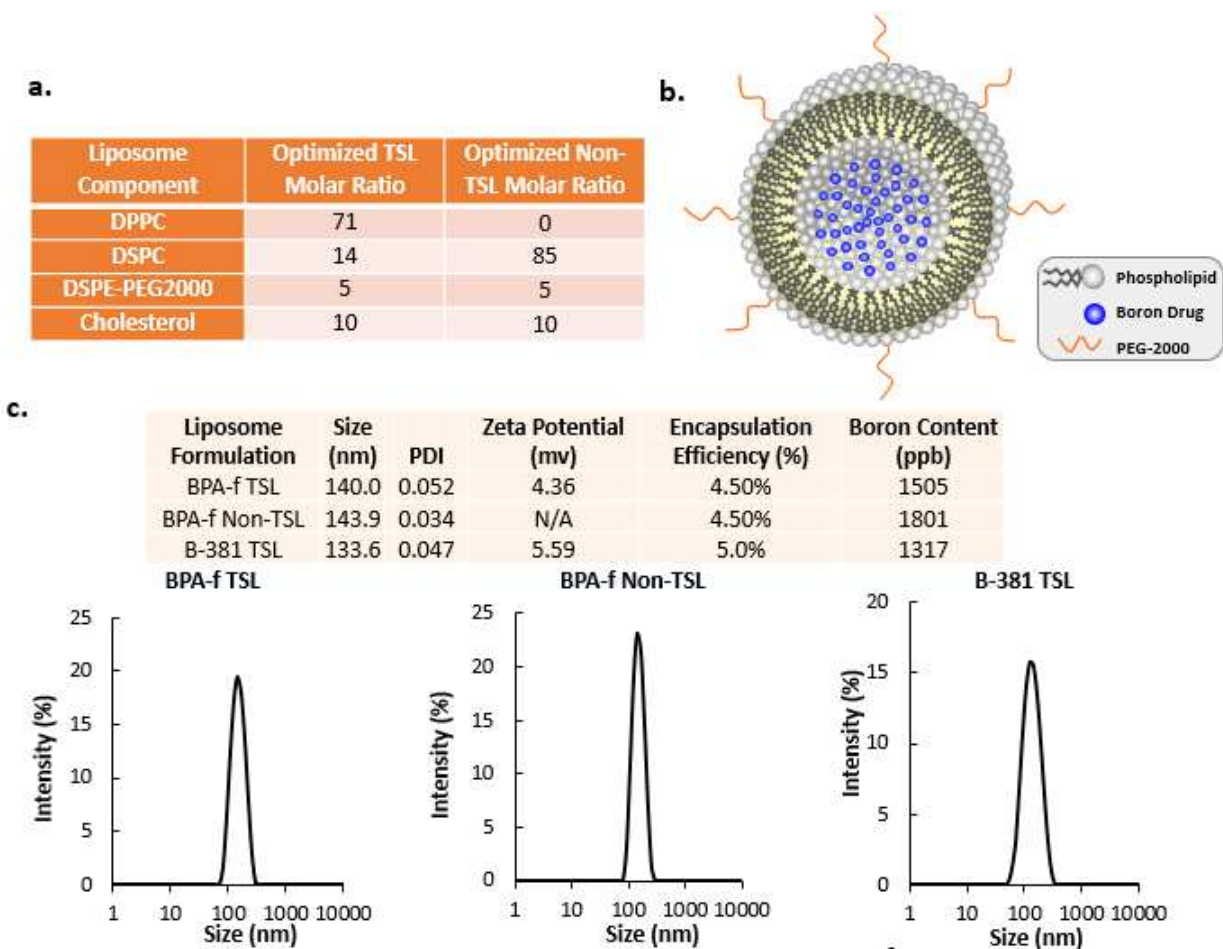 a.
Liposome Component Optimized TSL Molar Ratio Optimized Non-TSL Molar Ratio
DPPC 71 0
DSPC 14 85
DSPE-PEG2000 5 5
Cholesterol 10 10
b.
Phospholipid
Boron Drug
PEG-2000
c.
Liposome Formulation Size (nm) PDI Zeta Potential (mv) Encapsulation Efficiency (%) Boron Content (ppb)
BPA-f TSL 140.0 0.052 4.36 4.50% 1505
BPA-f Non-TSL 143.9 0.034 N/A 4.50% 1801
B-381 TSL 133.6 0.047 5.59 5.0% 1317
BPA-f TSL
25
20
15
10
5
0
Intensity (%)
1 10 100 1000 10000
Size (nm)
BPA-f Non-TSL
25
20
15
10
5
0
Intensity (%)
1 10 100 1000 10000
Size (nm)
B-381 TSL
20
15
10
5
0
Intensity (%)
1 10 100 1000 10000
Size (nm)